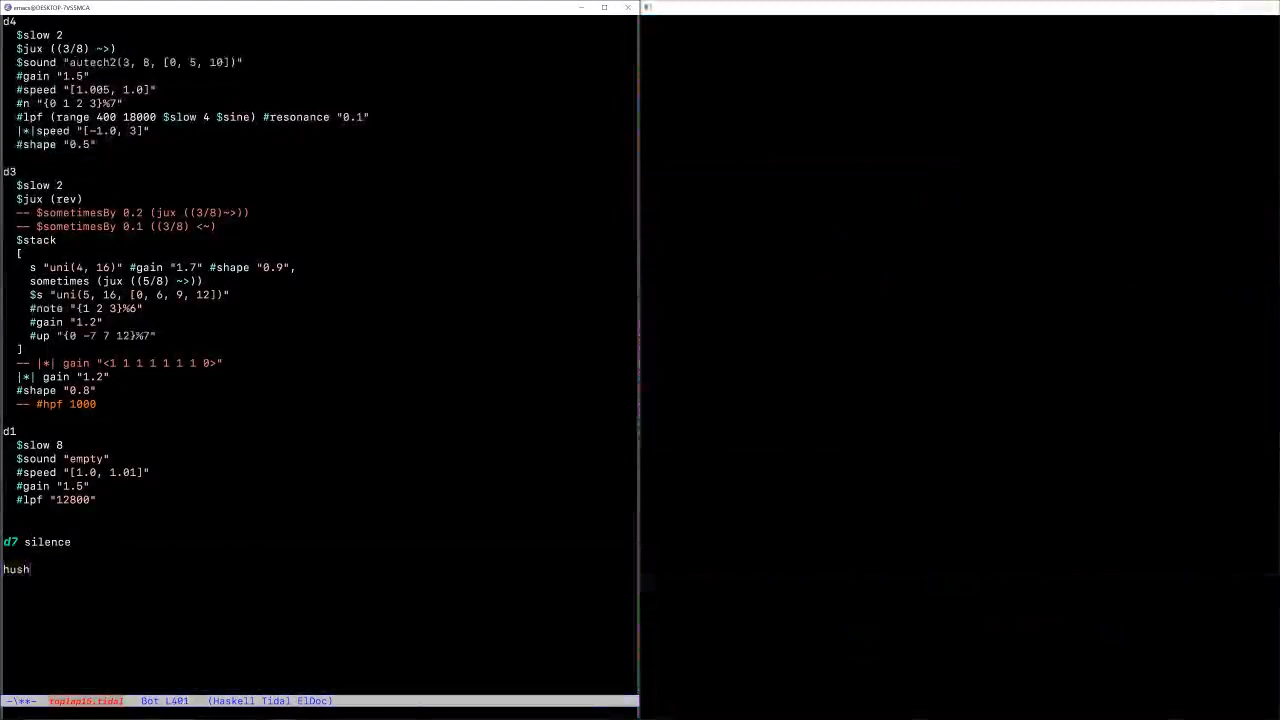 emacs@DESKTOP-7VS5MCA
d4
$slow 2
$jux ((3/8) ~>)
$sound "autech2(3, 8, [0, 5, 10])"
#gain "1.5"
#speed "[1.005, 1.0]"
#n "{0 1 2 3}%7"
#lpf (range 400 18000 $slow 4 $sine) #resonance "0.1"
|*|speed "[-1.0, 3]"
#shape "0.5"
d3
$slow 2
$jux (rev)
-- $sometimesBy 0.2 (jux ((3/8)~>))
-- $sometimesBy 0.1 ((3/8) <~)
$stack
[
s "uni(4, 16)" #gain "1.7" #shape "0.9",
sometimes (jux ((5/8) ~>))
$s "uni(5, 16, [0, 6, 9, 12])"
#note "{1 2 3}%6"
#gain "1.2"
#up "{0 -7 7 12}%7"
]
-- |*| gain "<1 1 1 1 1 1 1 0>"
|*| gain "1.2"
#shape "0.8"
-- #hpf 1000
d1
$slow 8
$sound "empty"
#speed "[1.0, 1.01]"
#gain "1.5"
#lpf "12800"
d7 silence
hush
-\**- toplap15.tidal Bot L401 (Haskell Tidal ElDoc)